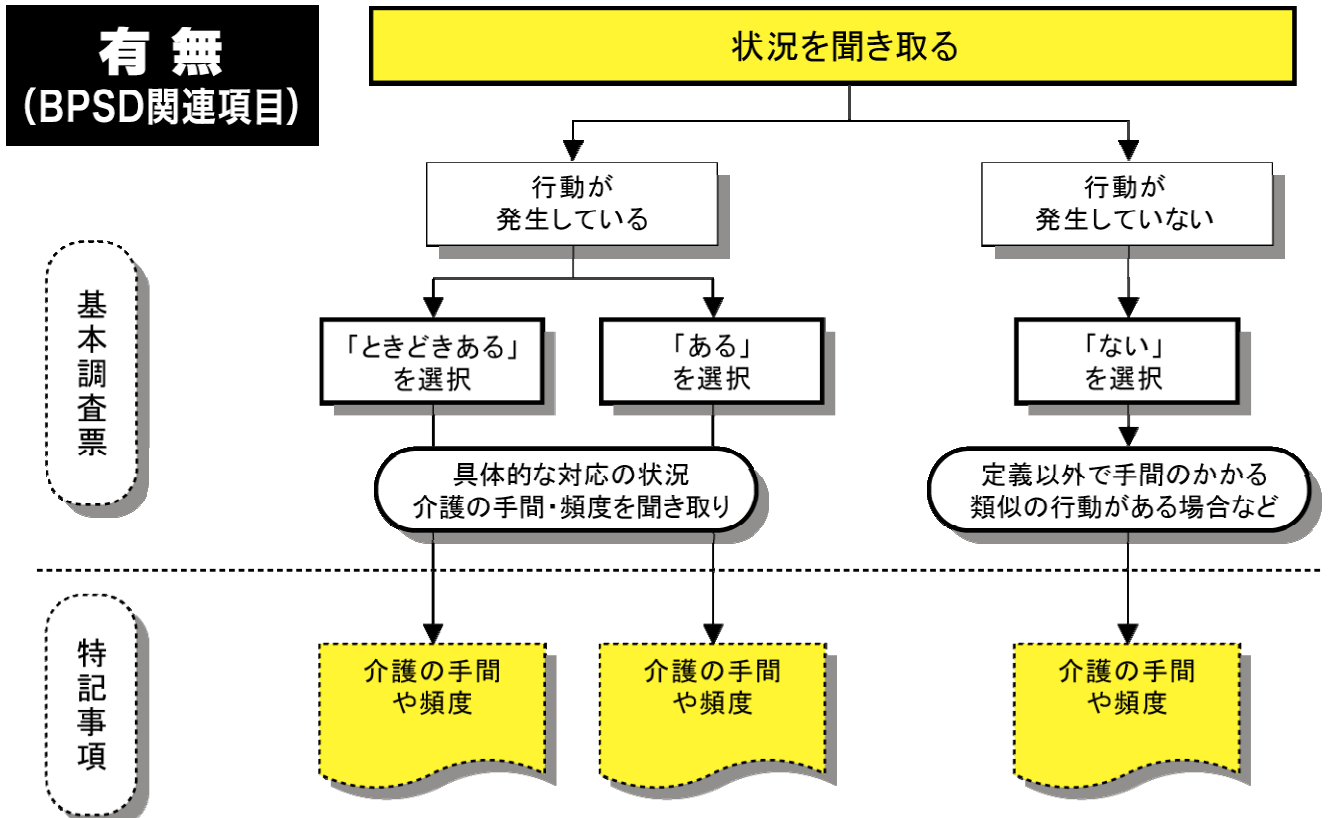 有無
(BPSD関連項目)
状況を聞き取る
行動が
発生している
行動が
発生していない
基本調査票
「ときどきある」
を選択
「ある」
を選択
「ない」
を選択
具体的な対応の状況
介護の手間・頻度を聞き取り
定義以外で手間のかかる
類似の行動がある場合など
特記事項
介護の手間
や頻度
介護の手間
や頻度
介護の手間
や頻度